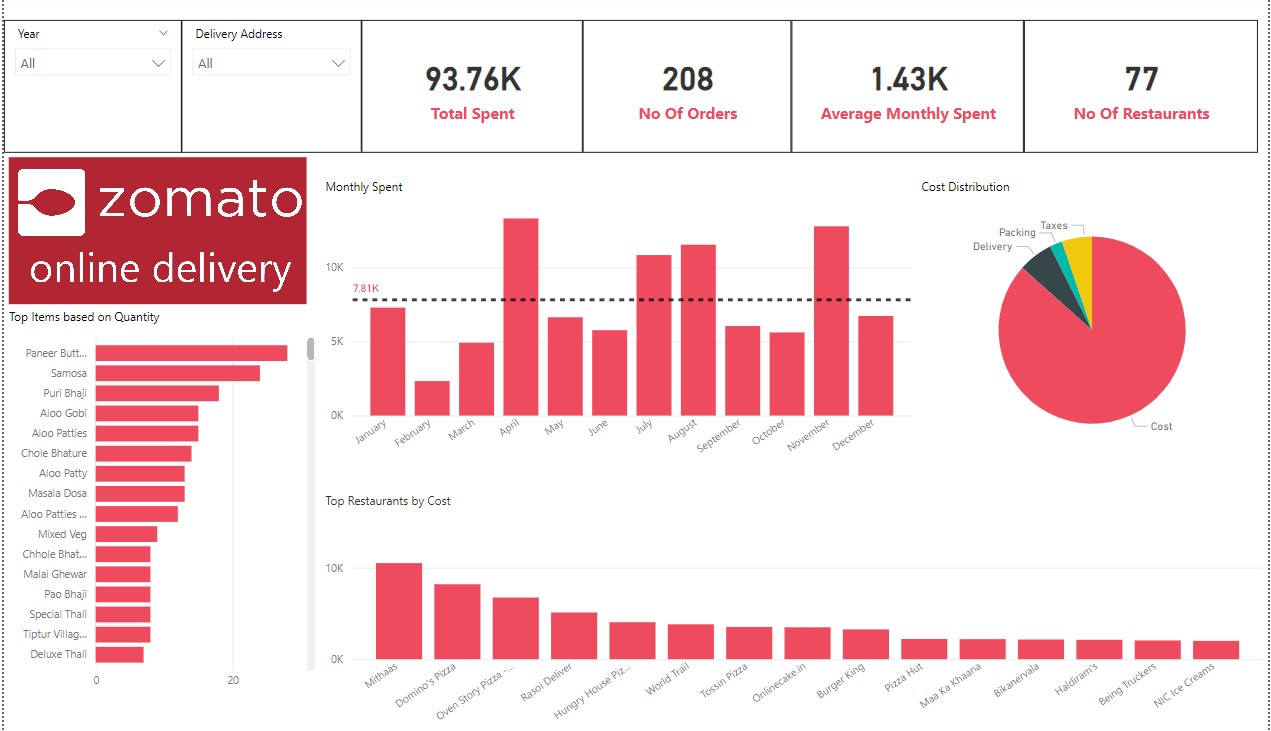 Year
All
Delivery Address
All
93.76K
Total Spent
208
No Of Orders
1.43K
Average Monthly Spent
77
No Of Restaurants
zomato
online delivery
Top Items based on Quantity
Paneer Butt...
Samosa
Puri Bhaji
Aloo Gobi
Aloo Patties
Chole Bhature
Aloo Patty
Masala Dosa
Aloo Patties ...
Mixed Veg
Chhole Bhat...
Malai Ghewar
Pao Bhaji
Special Thali
Tiptur Villag...
Deluxe Thali
0
20
Monthly Spent
10K
7.81K
5K
0K
January
February
March
April
May
June
July
August
September
October
November
December
Cost Distribution
Taxes
Packing
Delivery
Cost
Top Restaurants by Cost
10K
0K
Mithaas
Domino's Pizza
Oven Story Pizza -...
Rasoi Deliver
Hungry House Piz...
World Trail
Tossin Pizza
Onlinecake.in
Burger King
Pizza Hut
Maa Ka Khaana
Bikanervala
Haldiram's
Being Truckers
NIC Ice Creams